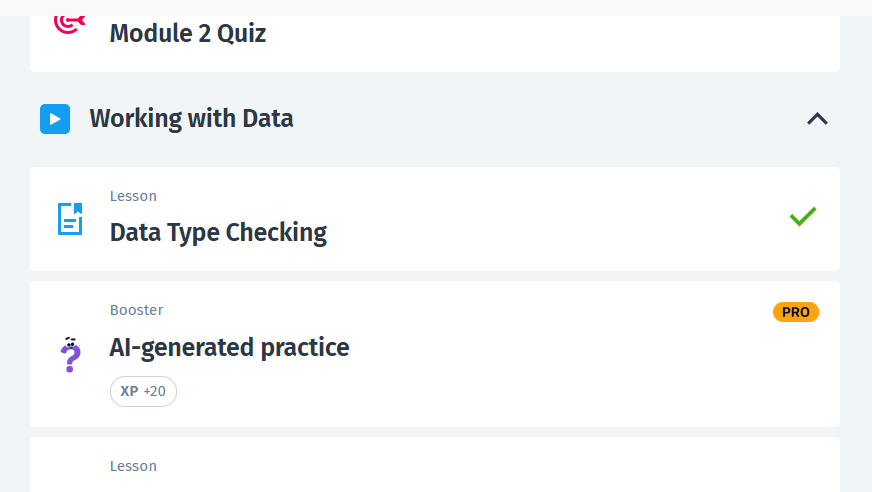 Module 2 Quiz
Working with Data
Lesson
Data Type Checking
Booster
PRO
AI-generated practice
XP +20
Lesson